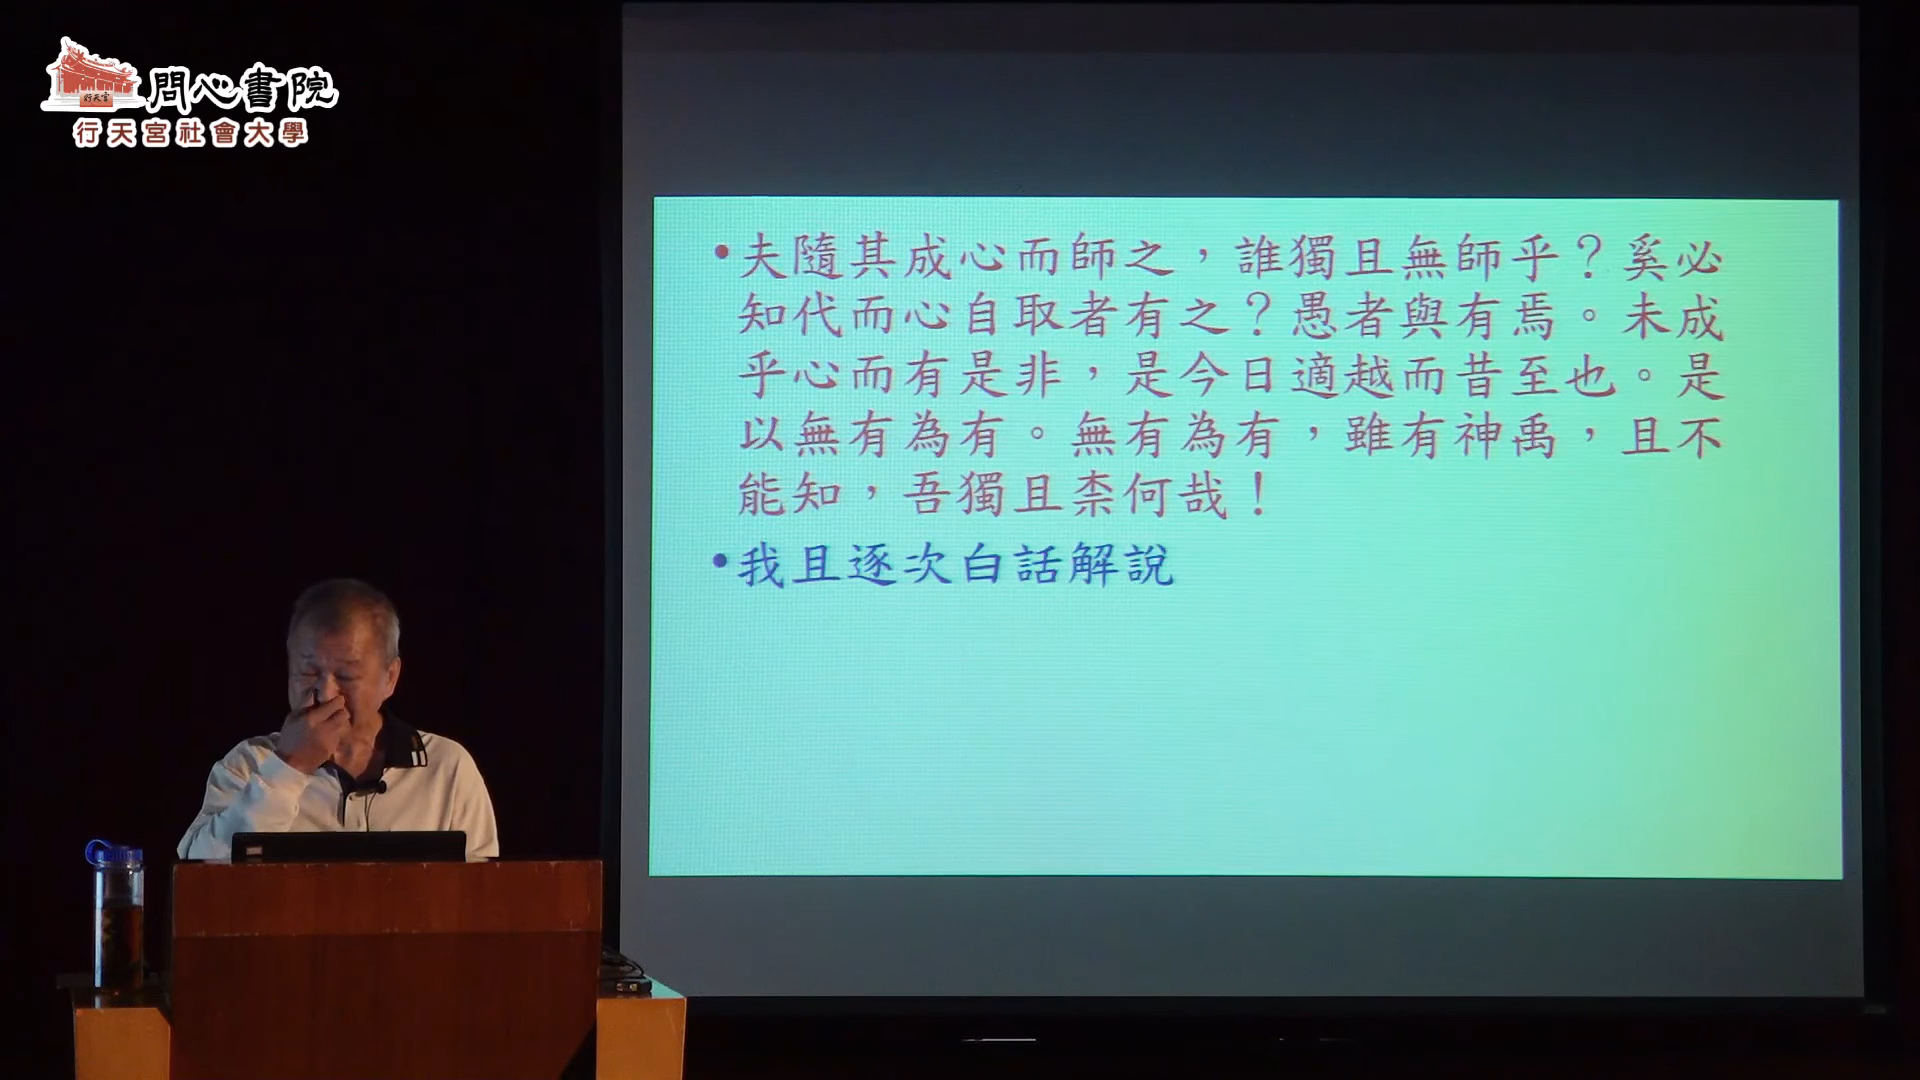 問心書院
行天宮
行天宮社會大學
•夫隨其成心而師之，誰獨且無師乎？奚必
知代而心自取者有之？愚者與有焉。未成
乎心而有是非，是今日適越而昔至也。是
以無有為有。無有為有，雖有神禹，且不
能知，吾獨且柰何哉！
•我且逐次白話解說